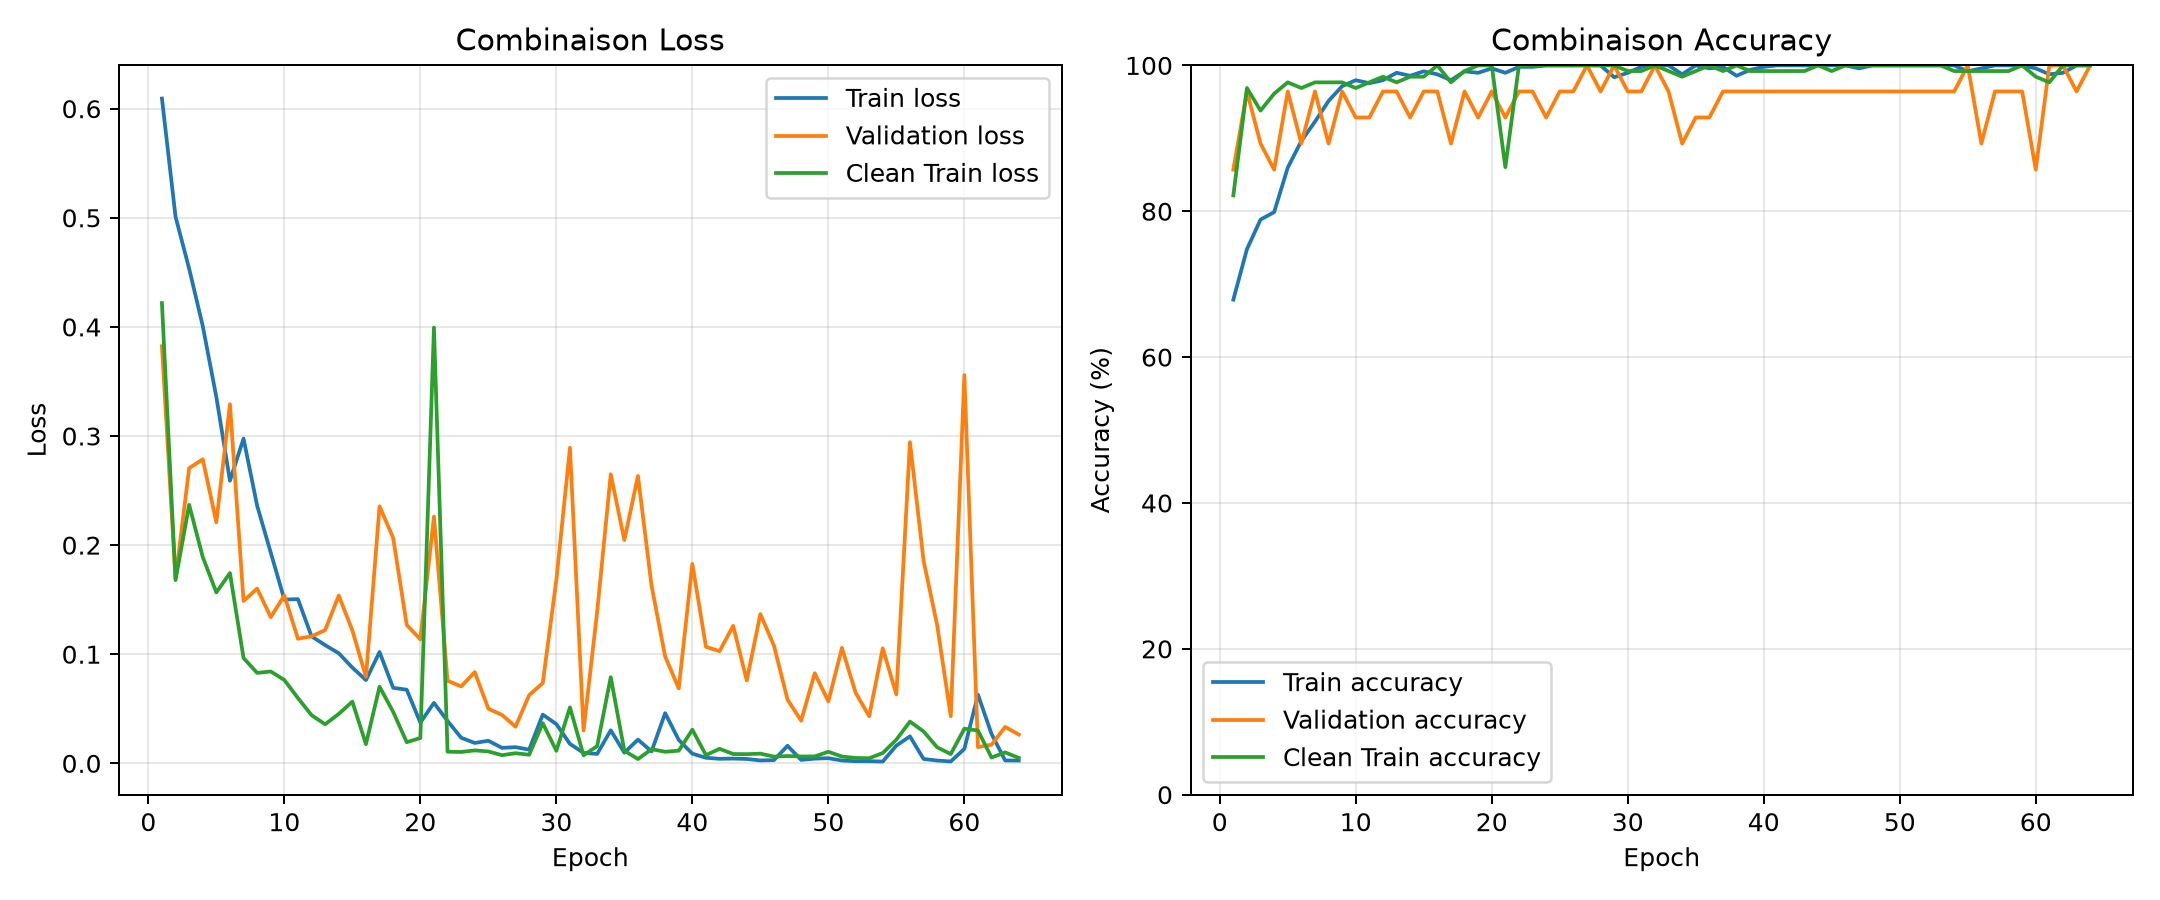 Combinaison Loss
Train loss
Validation loss
Clean Train loss
0.6
0.5
0.4
0.3
0.2
0.1
0.0
Loss
0 10 20 30 40 50 60
Epoch
Combinaison Accuracy
100
80
60
40
20
0
Accuracy (%)
Train accuracy
Validation accuracy
Clean Train accuracy
0 10 20 30 40 50 60
Epoch